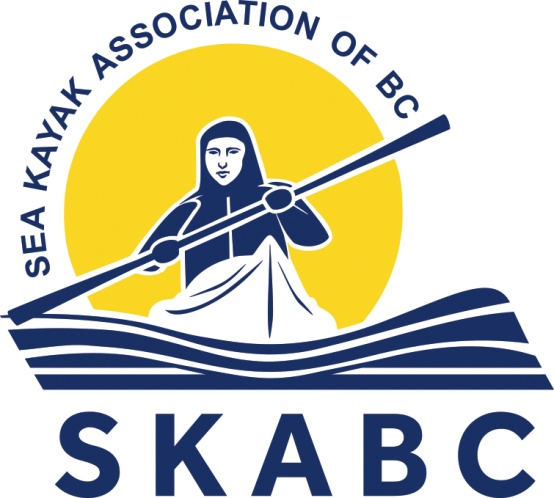 SEA KAYAK ASSOCIATION OF BC
SKABC